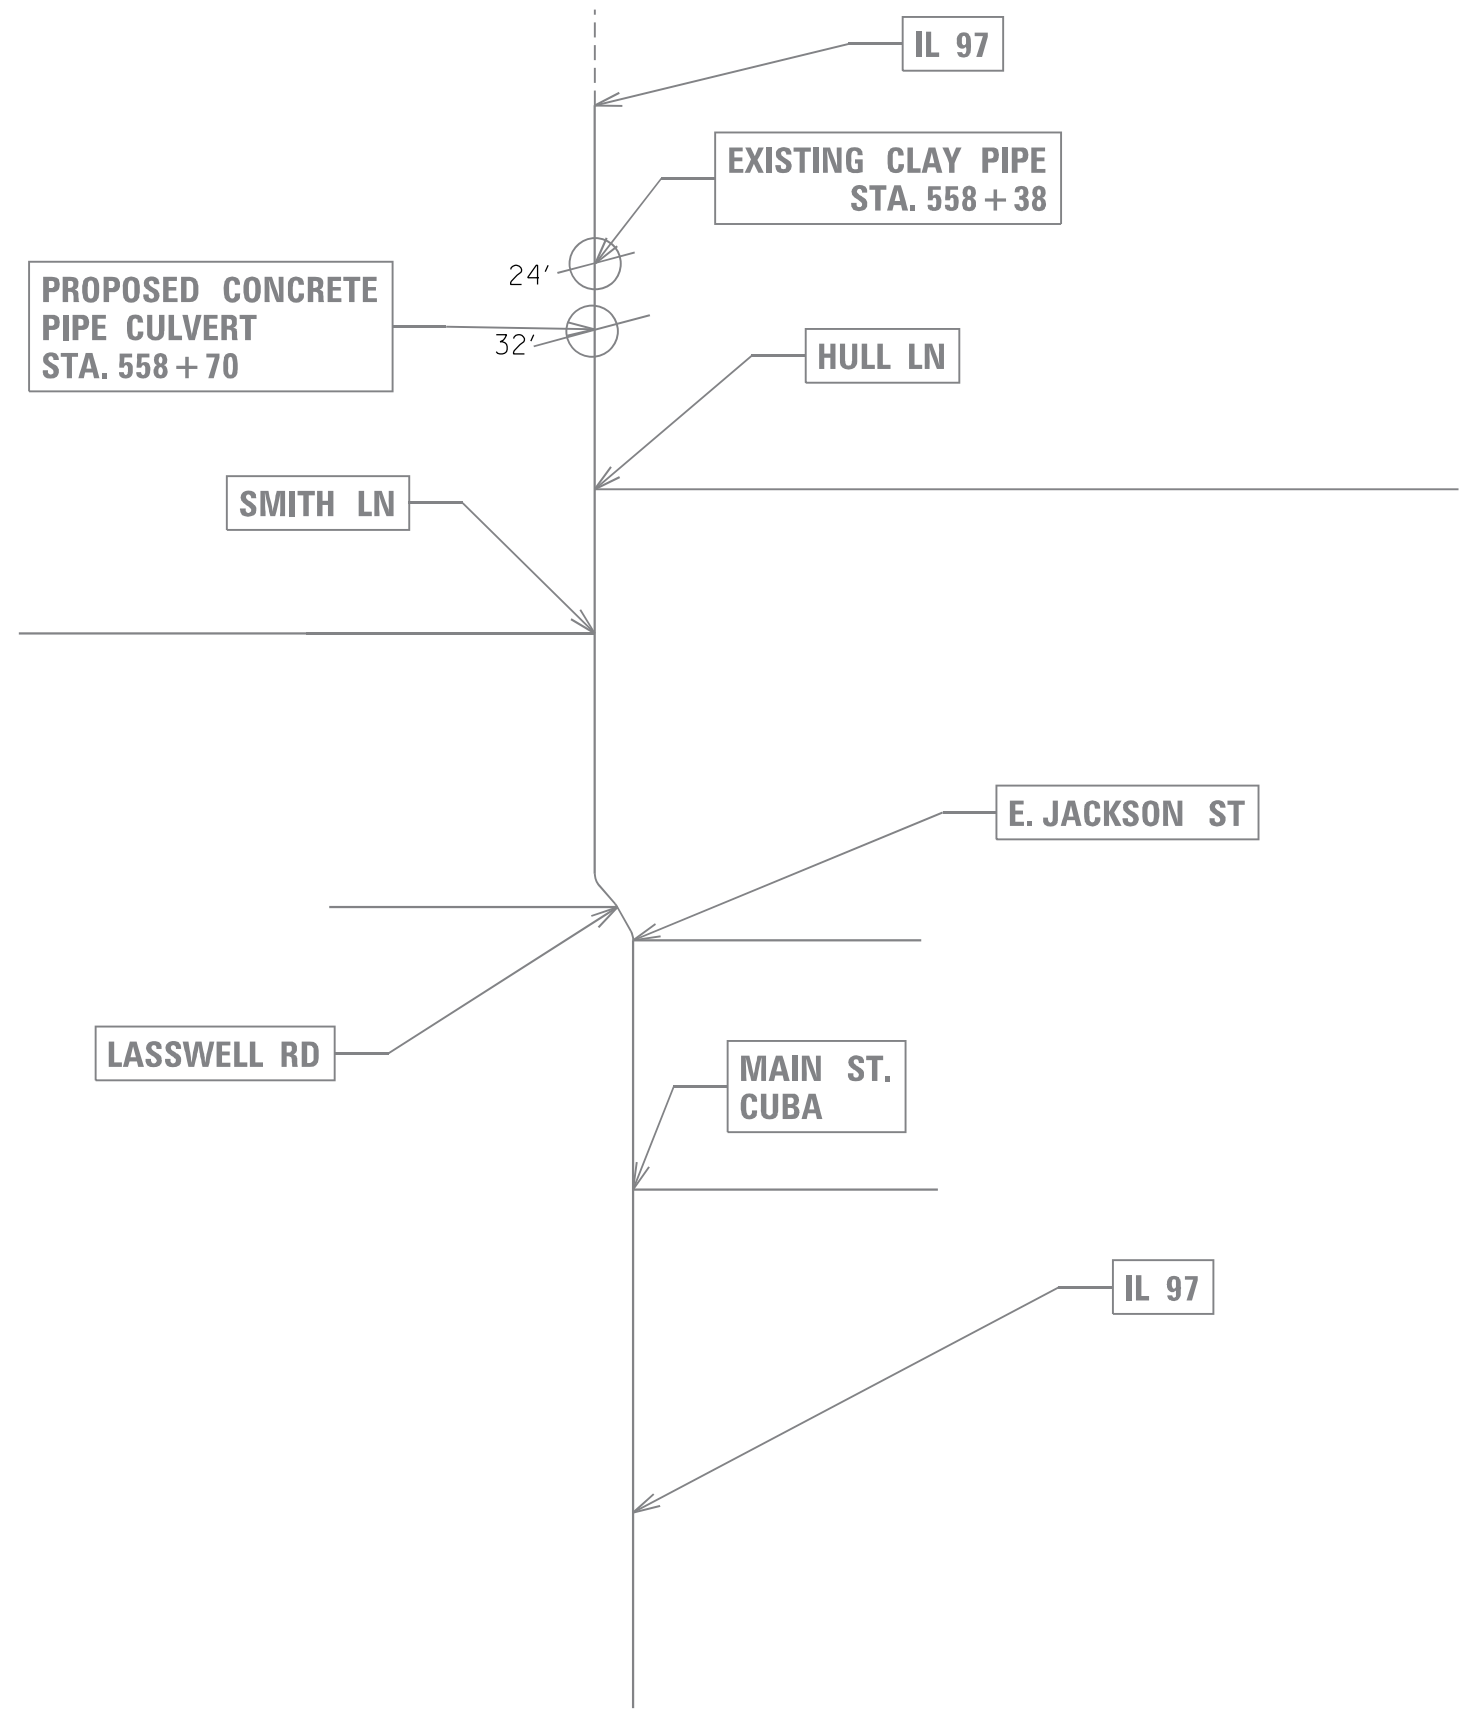 IL 97
EXISTING CLAY PIPE
STA. 558+38
24'
PROPOSED CONCRETE
PIPE CULVERT
STA. 558+70
32'
HULL LN
SMITH LN
E. JACKSON ST
LASSWELL RD
MAIN ST.
CUBA
IL 97